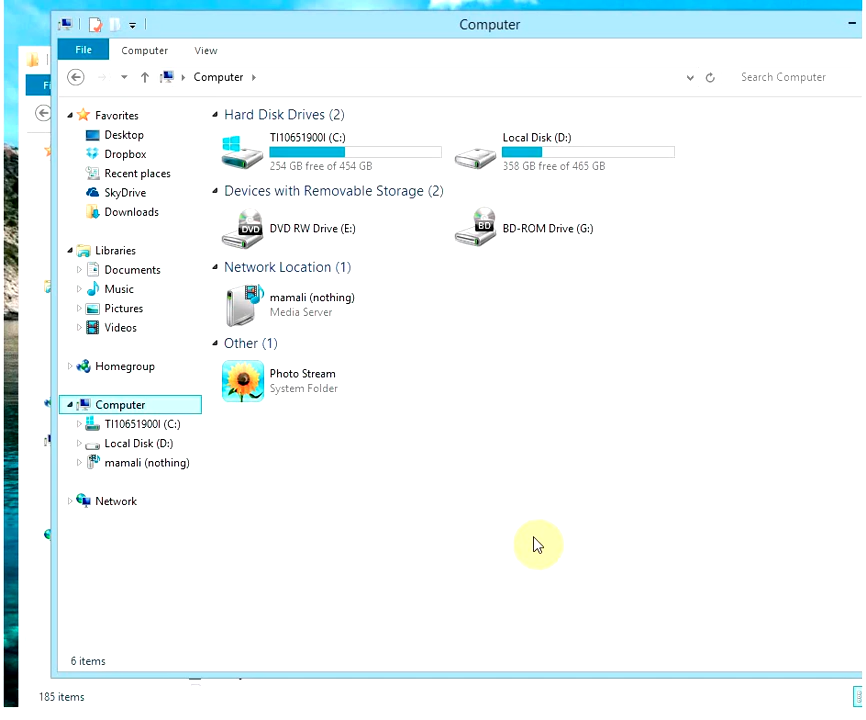 Computer
File Computer View
Computer
Search Computer
Favorites
Desktop
Dropbox
Recent places
SkyDrive
Downloads
Libraries
Documents
Music
Pictures
Videos
Homegroup
Computer
TI10651900I (C:)
Local Disk (D:)
mamali (nothing)
Network
Hard Disk Drives (2)
TI10651900I (C:)
254 GB free of 454 GB
Local Disk (D:)
358 GB free of 465 GB
Devices with Removable Storage (2)
DVD
DVD RW Drive (E:)
BD
BD-ROM Drive (G:)
Network Location (1)
mamali (nothing)
Media Server
Other (1)
Photo Stream
System Folder
6 items
185 items